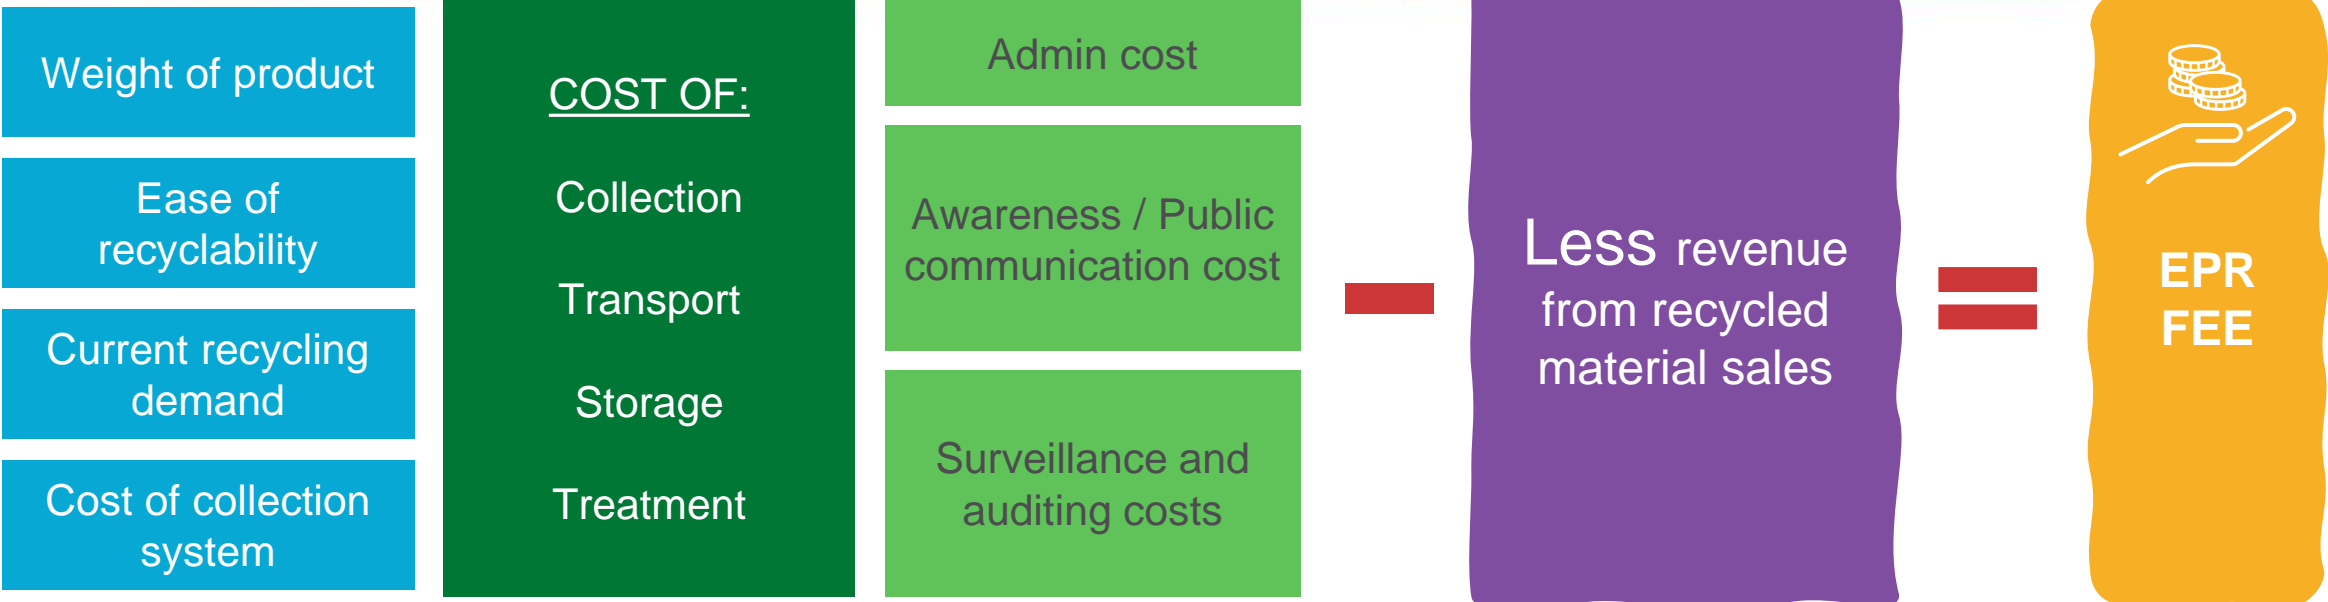 Weight of product
Ease of
recyclability
Current recycling
demand
Cost of collection
system
COST OF:
Collection
Transport
Storage
Treatment
Admin cost
Awareness / Public
communication cost
Surveillance and
auditing costs
Less revenue
from recycled
material sales
EPR
FEE